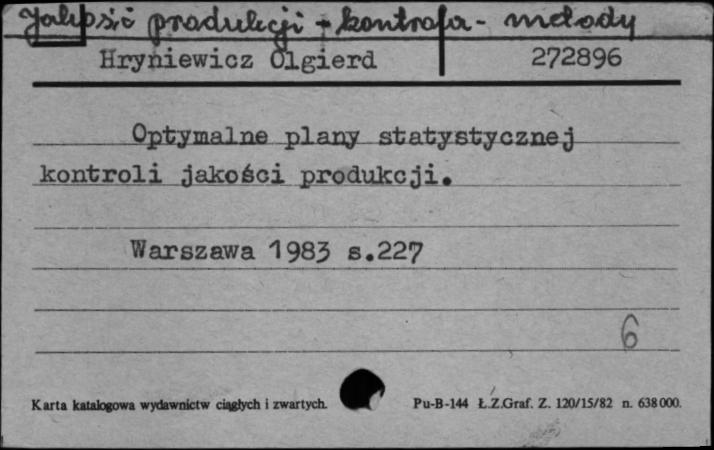 Jakość produkcji - kontrola - metody
Hryniewicz Olgierd 272896
Optymalne plany statystycznej
kontroli jakości produkcji.
Warszawa 1983 s.227
6
Karta katalogowa wydawnictw ciągłych i zwartych. Pu-B-144 Ł.Z.Graf. Z. 120/15/82 n. 638000.